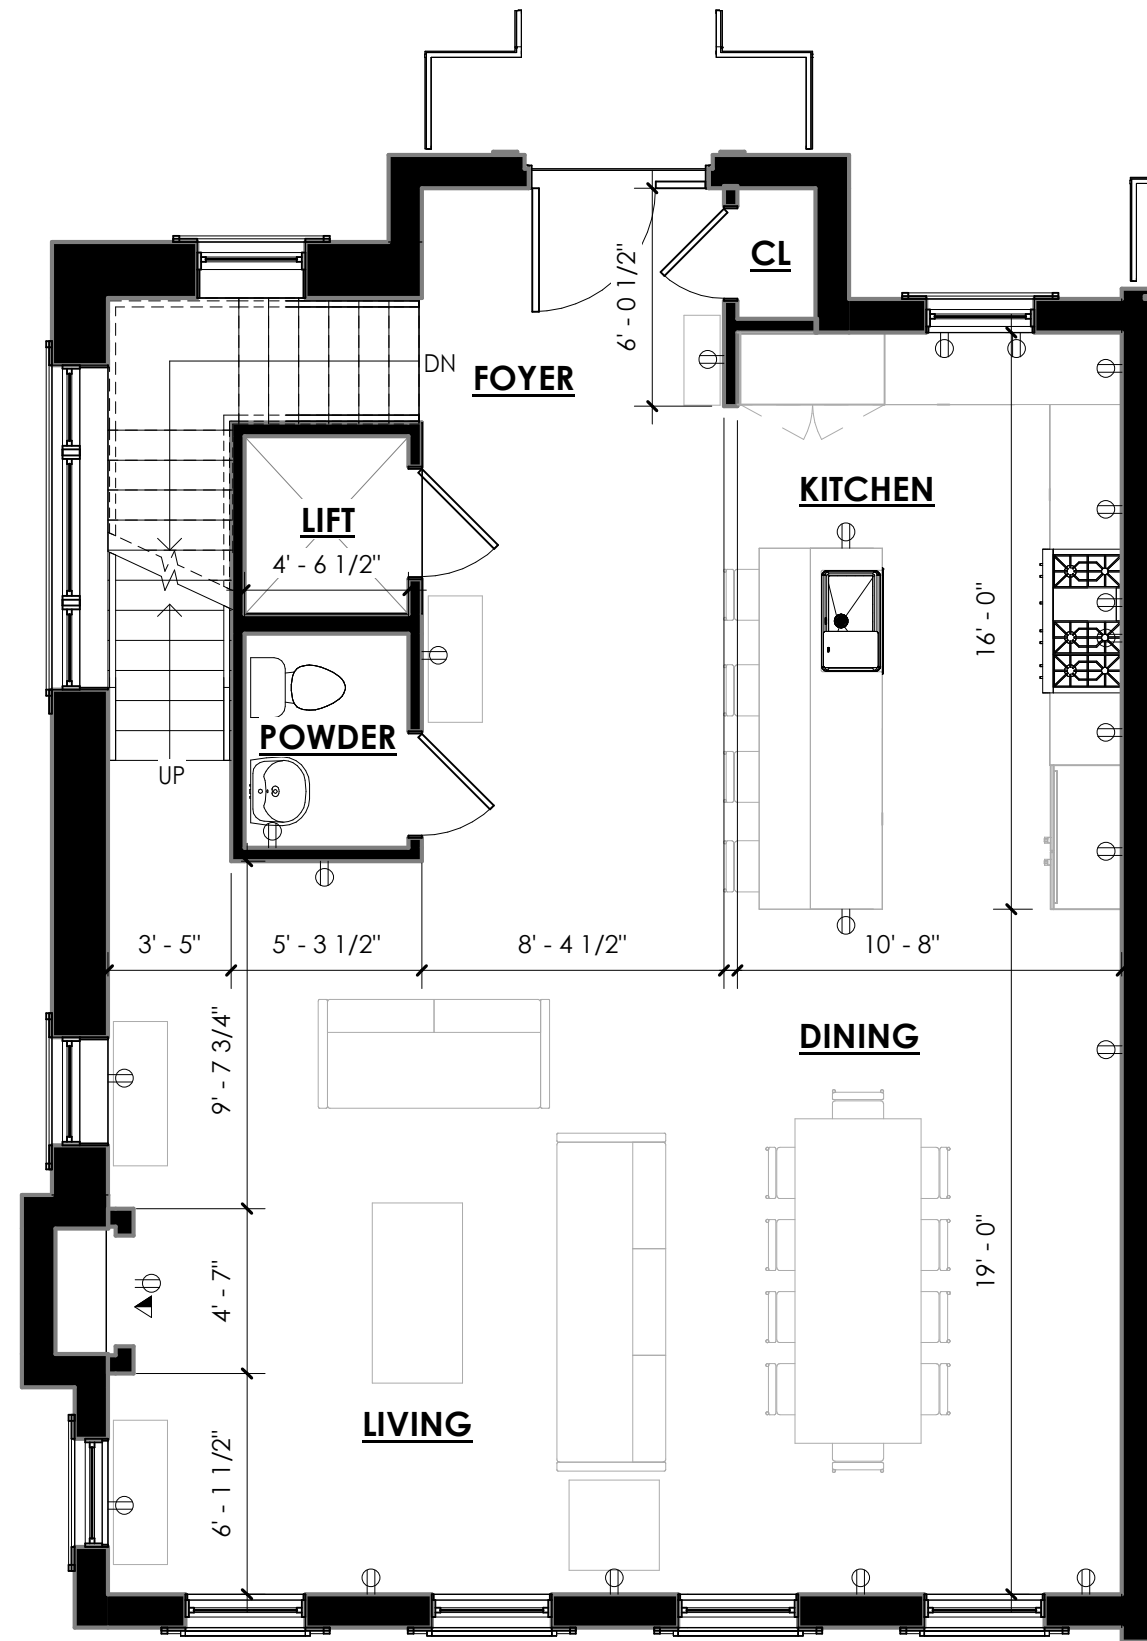 CL
6' - 0 1/2"
DN
FOYER
KITCHEN
LIFT
4' - 6 1/2"
16' - 0"
POWDER
UP
3' - 5"
5' - 3 1/2"
8' - 4 1/2"
10' - 8"
9' - 7 3/4"
DINING
4' - 7"
19' - 0"
LIVING
6' - 1 1/2"